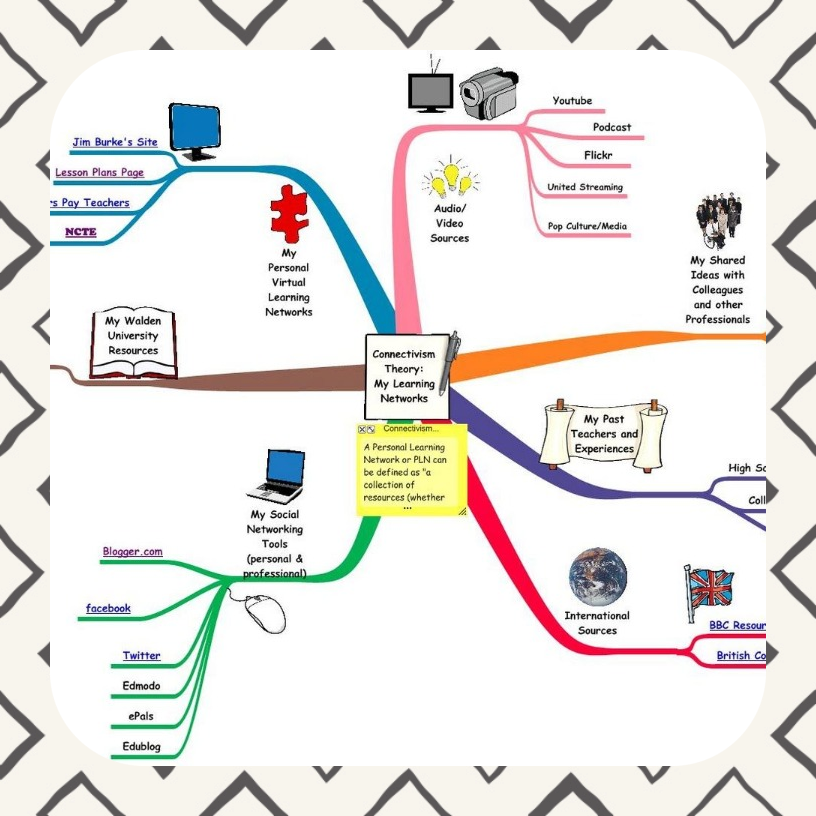 Jim Burke's Site
Lesson Plans Page
rs Pay Teachers
NCTE
My
Personal
Virtual
Learning
Networks
Audio/
Video
Sources
Youtube
Podcast
Flickr
United Streaming
Pop Culture/Media
My Shared
Ideas with
Colleagues
and other
Professionals
My Walden
University
Resources
Connectivism
Theory:
My Learning
Networks
Connectivism...
A Personal Learning
Network or PLN can
be defined as "a
collection of
resources (whether
...
My Past
Teachers and
Experiences
High Sc
Coll
My Social
Networking
Tools
(personal &
professional)
Blogger.com
facebook
Twitter
Edmodo
ePals
Edublog
International
Sources
BBC Resour
British Co